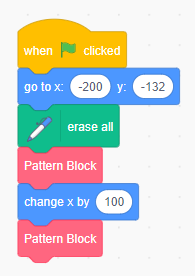 when clicked
go to x: -200 y: -132
erase all
Pattern Block
change x by 100
Pattern Block